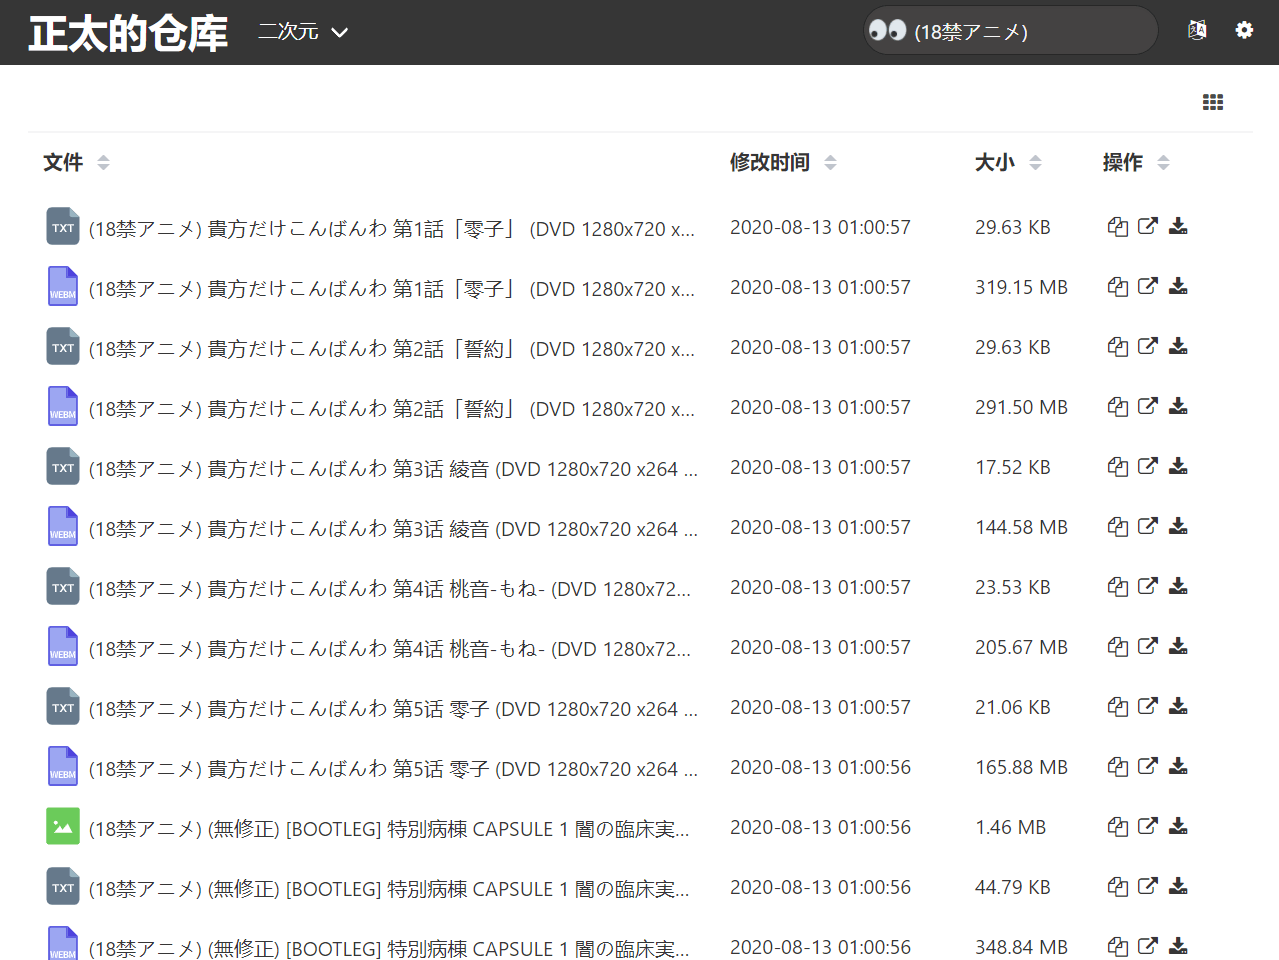 正太的仓库 二次元 (18禁アニメ)
文件 修改时间 大小 操作
TXT (18禁アニメ) 貴方だけこんばんわ 第1話「零子」 (DVD 1280x720 x... 2020-08-13 01:00:57 29.63 KB
WEBM (18禁アニメ) 貴方だけこんばんわ 第1話「零子」 (DVD 1280x720 x... 2020-08-13 01:00:57 319.15 MB
TXT (18禁アニメ) 貴方だけこんばんわ 第2話「誓約」 (DVD 1280x720 x... 2020-08-13 01:00:57 29.63 KB
WEBM (18禁アニメ) 貴方だけこんばんわ 第2話「誓約」 (DVD 1280x720 x... 2020-08-13 01:00:57 291.50 MB
TXT (18禁アニメ) 貴方だけこんばんわ 第3话 綾音 (DVD 1280x720 x264 ... 2020-08-13 01:00:57 17.52 KB
WEBM (18禁アニメ) 貴方だけこんばんわ 第3话 綾音 (DVD 1280x720 x264 ... 2020-08-13 01:00:57 144.58 MB
TXT (18禁アニメ) 貴方だけこんばんわ 第4话 桃音-もね- (DVD 1280x72... 2020-08-13 01:00:57 23.53 KB
WEBM (18禁アニメ) 貴方だけこんばんわ 第4话 桃音-もね- (DVD 1280x72... 2020-08-13 01:00:57 205.67 MB
TXT (18禁アニメ) 貴方だけこんばんわ 第5话 零子 (DVD 1280x720 x264 ... 2020-08-13 01:00:57 21.06 KB
WEBM (18禁アニメ) 貴方だけこんばんわ 第5话 零子 (DVD 1280x720 x264 ... 2020-08-13 01:00:56 165.88 MB
(18禁アニメ) (無修正) [BOOTLEG] 特別病棟 CAPSULE 1 闇の臨床実... 2020-08-13 01:00:56 1.46 MB
TXT (18禁アニメ) (無修正) [BOOTLEG] 特別病棟 CAPSULE 1 闇の臨床実... 2020-08-13 01:00:56 44.79 KB
WEBM (18禁アニメ) (無修正) [BOOTLEG] 特別病棟 CAPSULE 1 闇の臨床実... 2020-08-13 01:00:56 348.84 MB